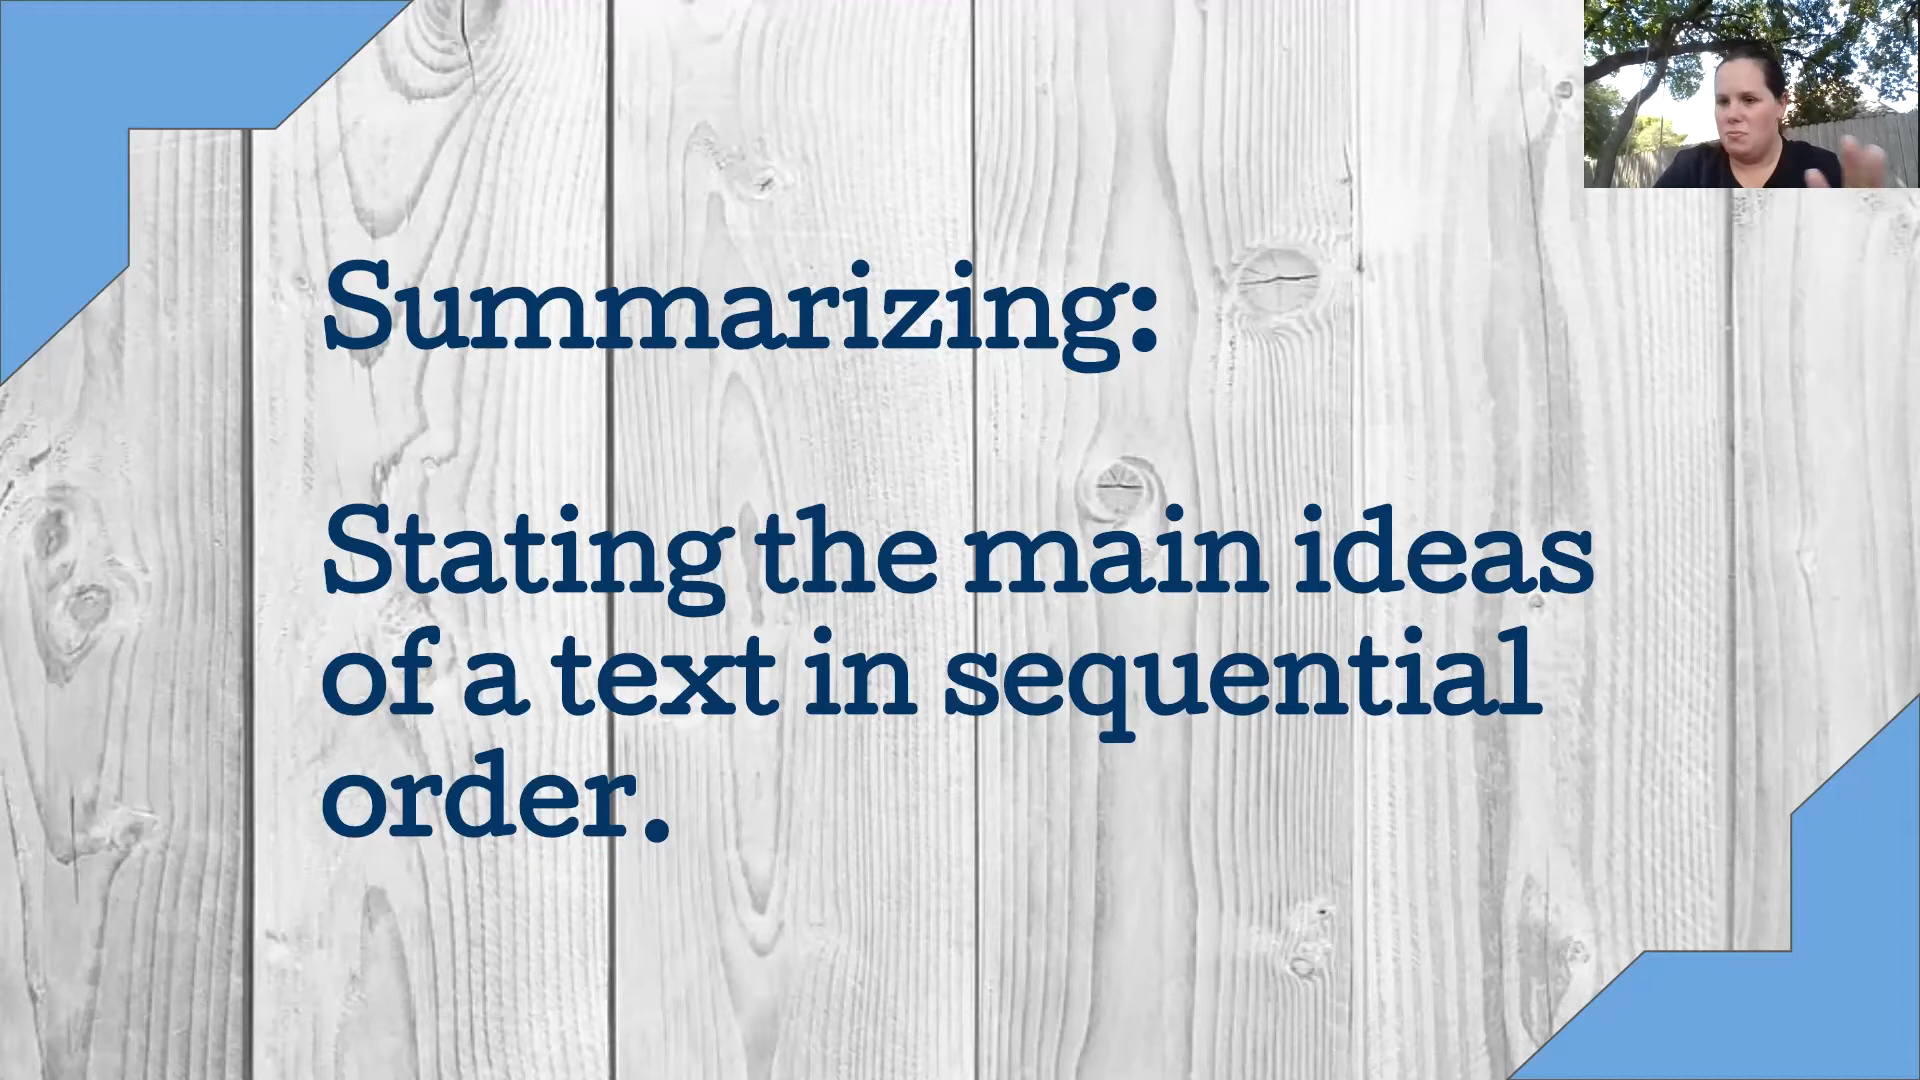 Summarizing:
Stating the main ideas
of a text in sequential
order.